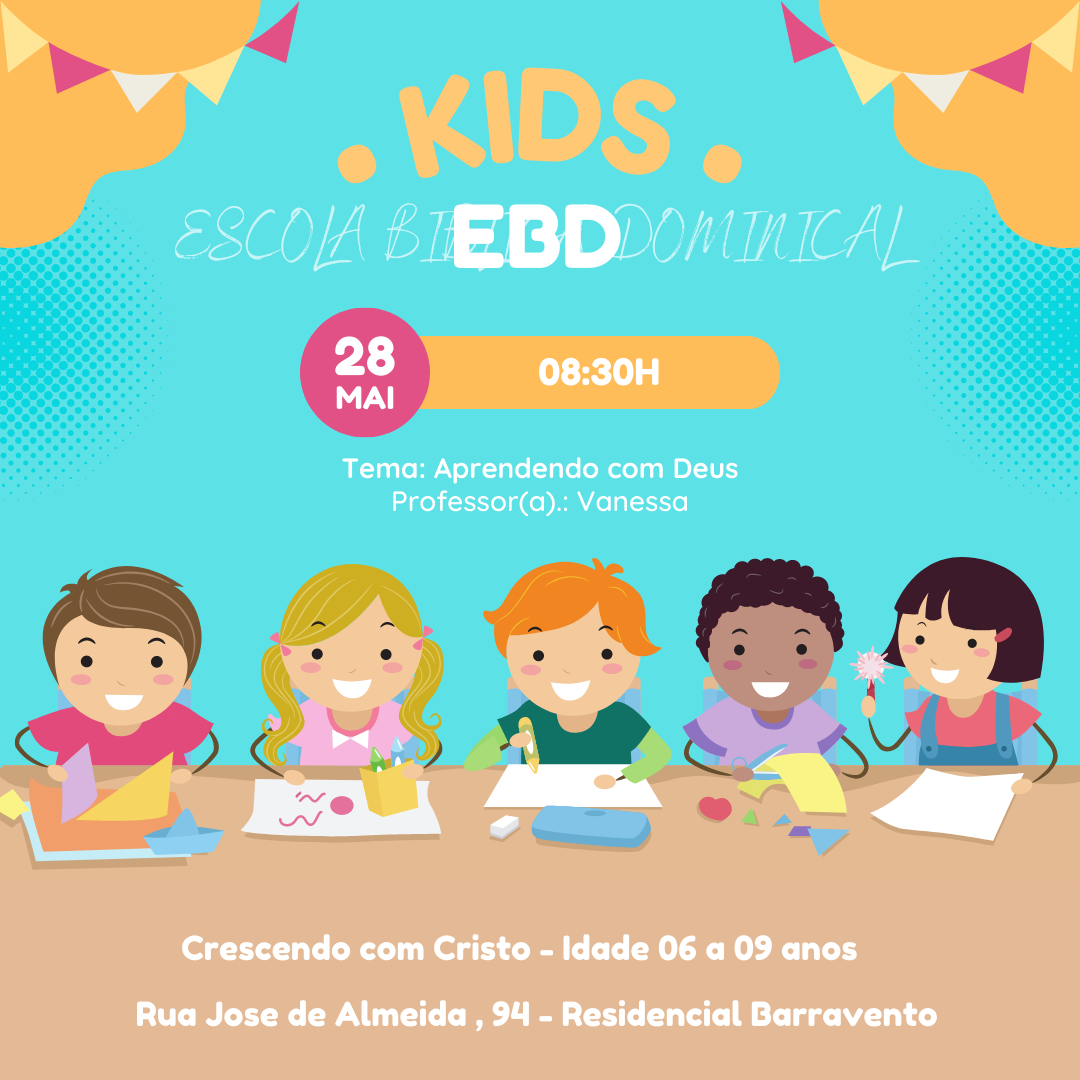 . KIDS .
ESCOLA BIBLICA DOMINICAL
EBD
28
MAI
08:30H
Tema: Aprendendo com Deus
Professor(a).: Vanessa
Crescendo com Cristo - Idade 06 a 09 anos
Rua Jose de Almeida , 94 - Residencial Barravento